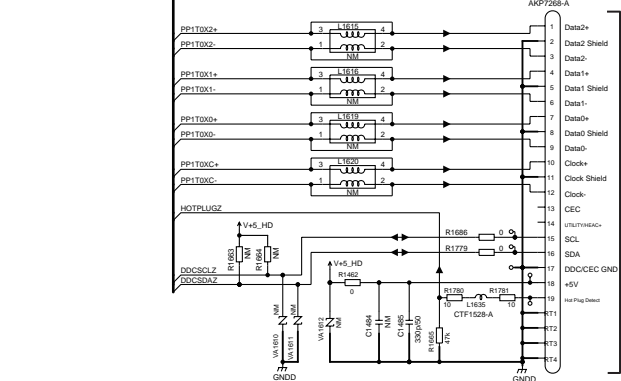 AKP7268-A
PP1T0X2+ 3 L1615 4 1 Data2+
2 Data2 Shield
PP1T0X2- 1 2 3 Data2-
NM
PP1T0X1+ 3 L1616 4 4 Data1+
5 Data1 Shield
PP1T0X1- 1 2 6 Data1-
NM
PP1T0X0+ 3 L1619 4 7 Data0+
8 Data0 Shield
PP1T0X0- 1 2 9 Data0-
NM
PP1T0XC+ 3 L1620 4 10 Clock+
11 Clock Shield
PP1T0XC- 1 2 12 Clock-
NM
HOTPLUGZ 13 CEC
14 UTILITY/HEAC+
V+5_HD
R1686 0 15 SCL
R1663 NM R1664 NM
R1779 0 16 SDA
V+5_HD
17 DDC/CEC GND
DDCSCLZ R1462
DDCSDAZ 0 18 +5V
R1780 R1781
10 L1635 10 19 Hot Plug Detect
CTF1528-A
VA1610 NM VA1611 NM VA1612 NM C1484 NM C1485 330p/50 R1665 47k
RT1
RT2
RT3
RT4
GNDD GNDD